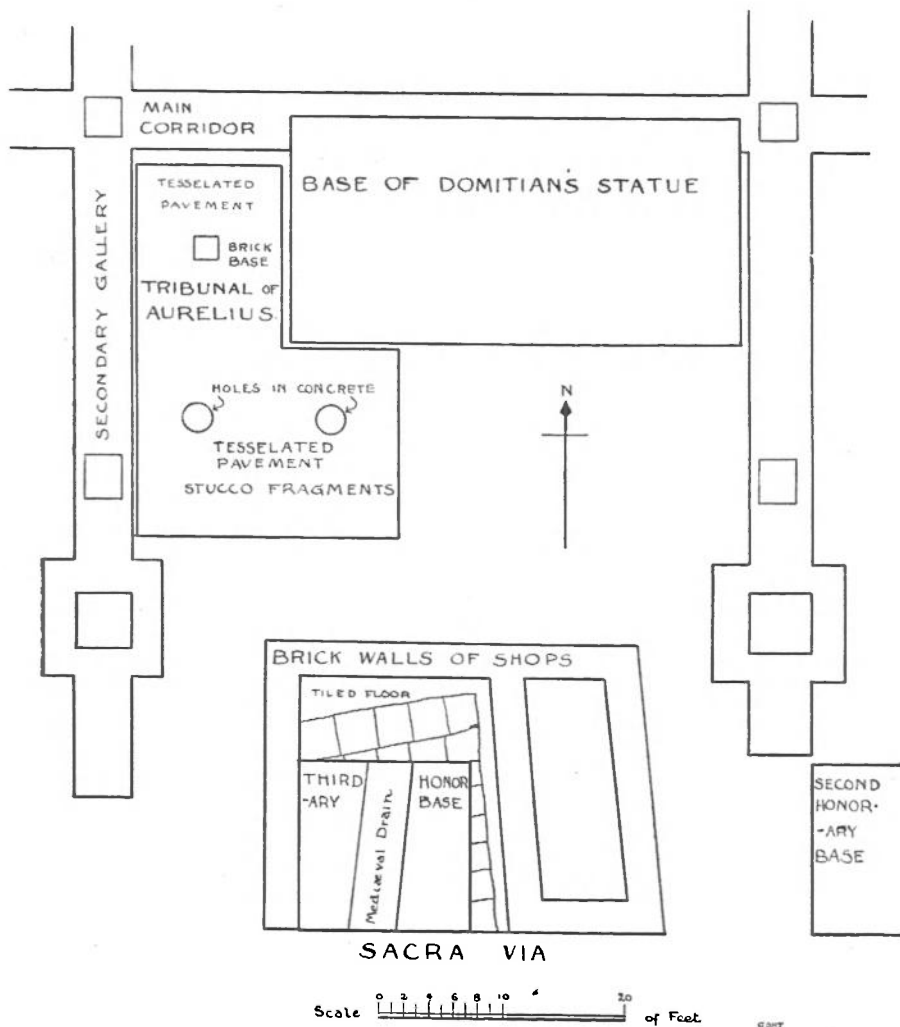 MAIN
CORRIDOR
BASE OF DOMITIAN'S STATUE
TESSELATED
PAVEMENT
BRICK
BASE
TRIBUNAL OF
AURELIUS.
SECONDARY GALLERY
HOLES IN CONCRETE
TESSELATED
PAVEMENT
STUCCO FRAGMENTS
N
BRICK WALLS OF SHOPS
TILED FLOOR
THIRD HONOR
-ARY BASE
Mediæval Drain
SECOND
HONOR-
-ARY
BASE
SACRA VIA
0 2 4 6 8 10 20
Scale of Feet